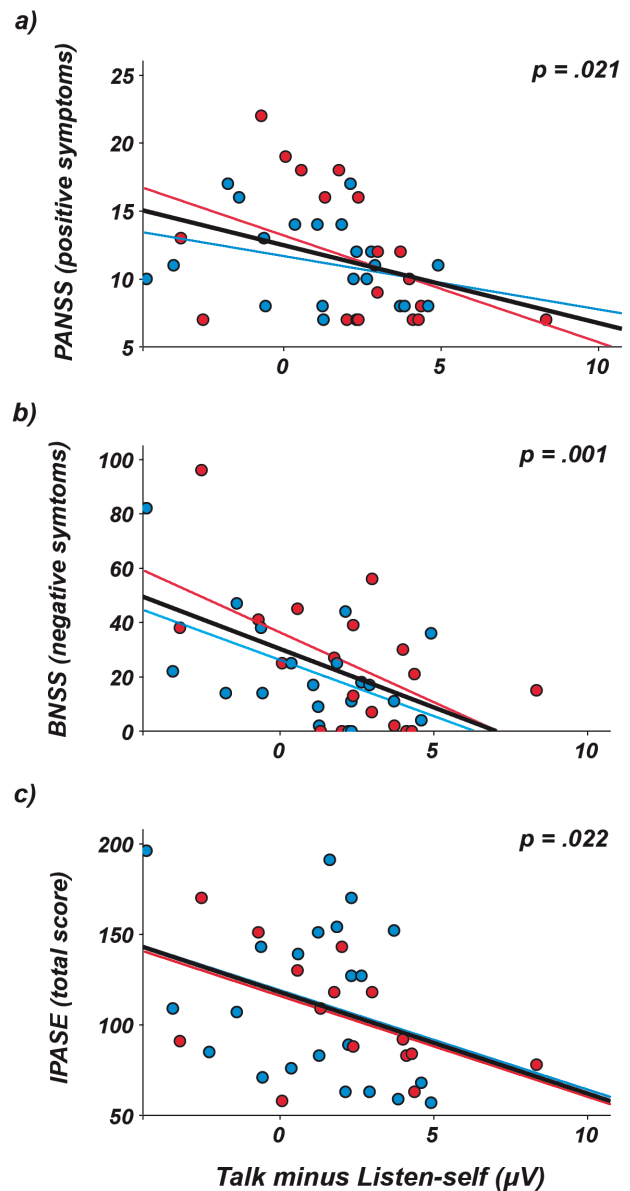 a)
p = .021
PANSS (positive symptoms)
25
20
15
10
5
0
5
10
b)
p = .001
BNSS (negative symtoms)
100
80
60
40
20
0
0
5
10
c)
p = .022
IPASE (total score)
200
150
100
50
0
5
10
Talk minus Listen-self (µV)